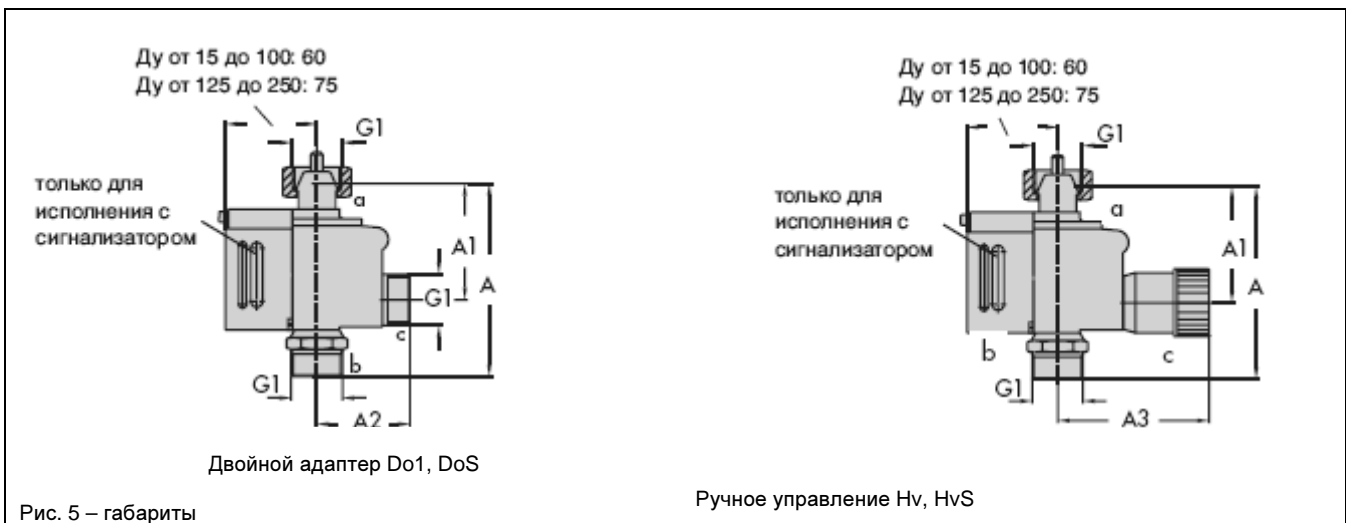 Ду от 15 до 100: 60
Ду от 125 до 250: 75
G1
только для
исполнения с
сигнализатором
a
A1
A
G1
c
b
G1
A2
Двойной адаптер Do1, DoS
Ду от 15 до 100: 60
Ду от 125 до 250: 75
G1
только для
исполнения с
сигнализатором
a
A1
A
b
c
G1
A3
Ручное управление Hv, HvS
Рис. 5 – габариты